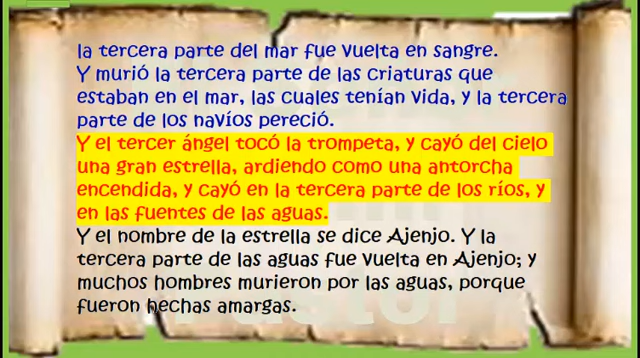 la tercera parte del mar fue vuelta en sangre.
Y murió la tercera parte de las criaturas que
estaban en el mar, las cuales tenían vida, y la tercera
parte de los navíos pereció.
Y el tercer ángel tocó la trompeta, y cayó del cielo
una gran estrella, ardiendo como una antorcha
encendida, y cayó en la tercera parte de los ríos, y
en las fuentes de las aguas.
Y el nombre de la estrella se dice Ajenjo. Y la
tercera parte de las aguas fue vuelta en Ajenjo; y
muchos hombres murieron por las aguas, porque
fueron hechas amargas.